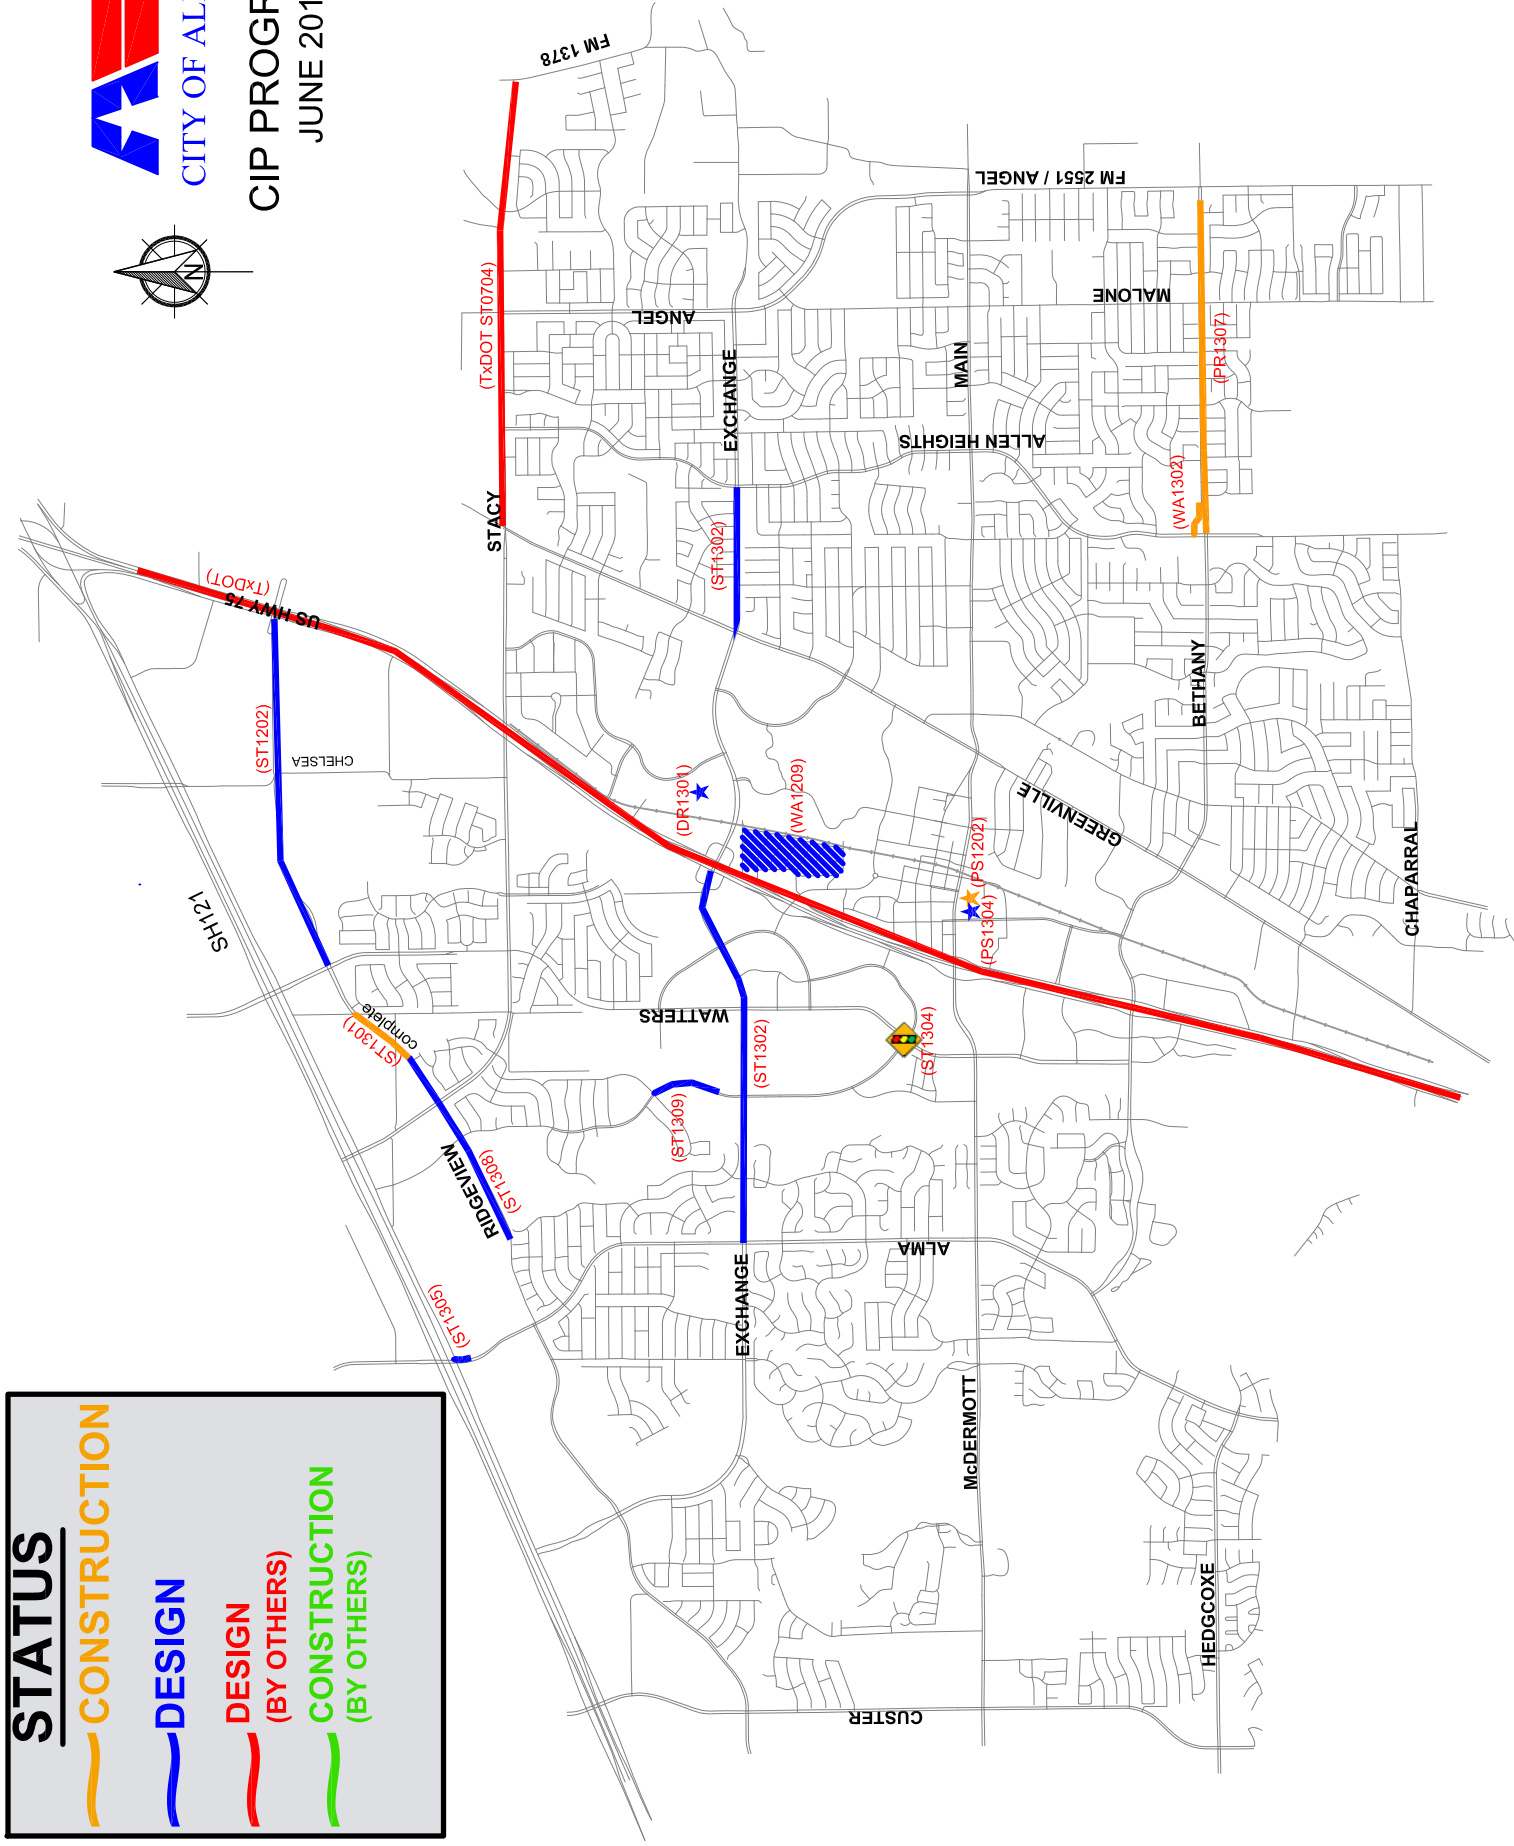 CITY OF AL
CIP PROGR
JUNE 201
N
STATUS
CONSTRUCTION
DESIGN
DESIGN
(BY OTHERS)
CONSTRUCTION
(BY OTHERS)
SH121
US HWY 75
(TxDOT)
(ST1202)
CHELSEA
complete
(ST1301)
RIDGEVIEW
(ST1308)
(ST1305)
STACY
(TxDOT ST0704)
FM 1378
ANGEL
EXCHANGE
(ST1302)
(DR1301)
(WA1209)
WATTERS
(ST1302)
(ST1309)
EXCHANGE
(ST1304)
ALMA
CUSTER
McDERMOTT
MAIN
ALLEN HEIGHTS
FM 2551 / ANGEL
MALONE
(PS1202)
(PS1304)
GREENVILLE
(WA1302)
(PR1307)
BETHANY
HEDGCOXE
CHAPARRAL